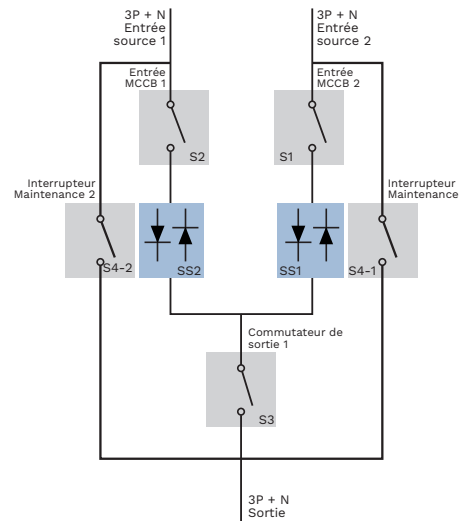 3P + N
Entrée
source 1
3P + N
Entrée
source 2
Entrée
MCCB 1
Entrée
MCCB 2
S2
S1
Interrupteur
Maintenance 2
Interrupteur
Maintenance
S4-2
SS2
SS1
S4-1
Commutateur de
sortie 1
S3
3P + N
Sortie